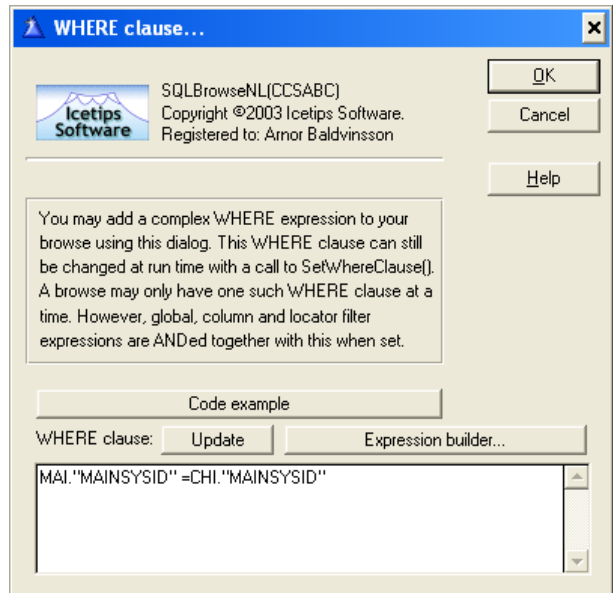 WHERE clause...
OK
Cancel
Help
Icetips
Software
SQLBrowseNL(CCSABC)
Copyright ©2003 Icetips Software.
Registered to: Arnor Baldvinsson
You may add a complex WHERE expression to your
browse using this dialog. This WHERE clause can still
be changed at run time with a call to SetWhereClause().
A browse may only have one such WHERE clause at a
time. However, global, column and locator filter
expressions are ANDed together with this when set.
Code example
WHERE clause: Update Expression builder...
MAI."MAINSYSID" =CHI."MAINSYSID"